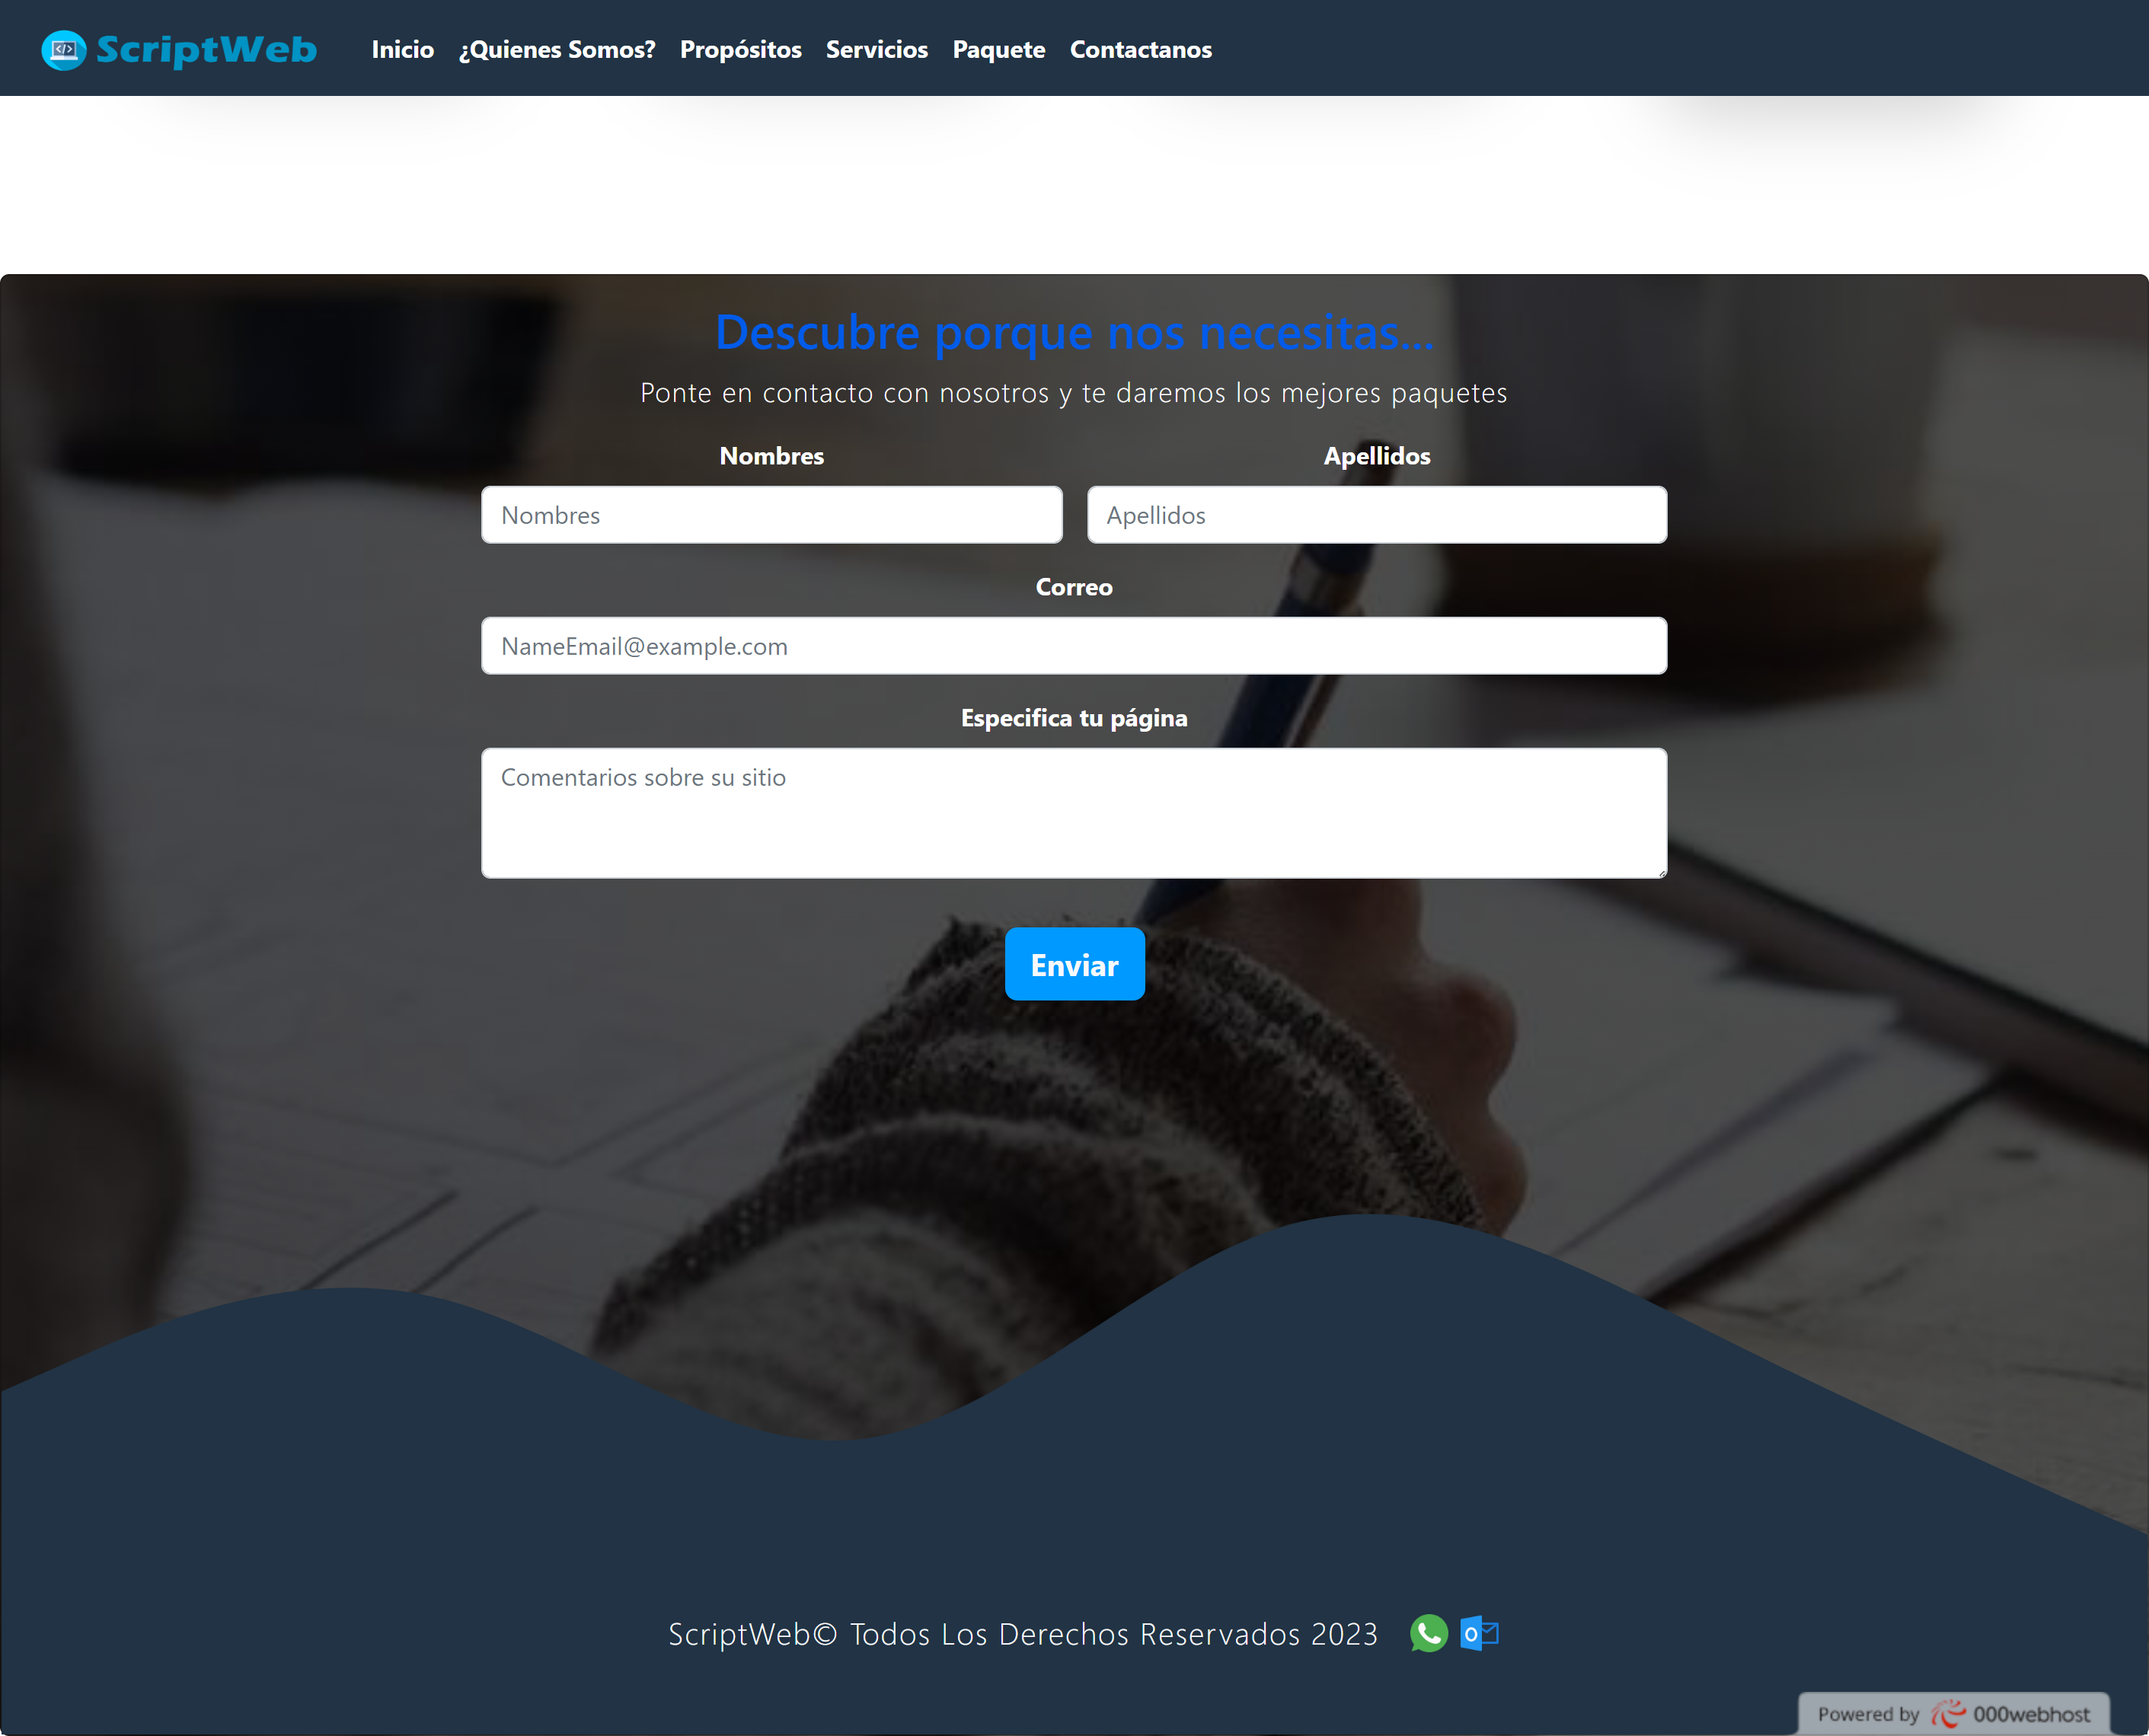 ScriptWeb
Inicio ¿Quienes Somos? Propósitos Servicios Paquete Contactanos
Descubre porque nos necesitas...
Ponte en contacto con nosotros y te daremos los mejores paquetes
Nombres Apellidos
Nombres Apellidos
Correo
NameEmail@example.com
Especifica tu página
Comentarios sobre su sitio
Enviar
ScriptWeb© Todos Los Derechos Reservados 2023
Powered by 000webhost